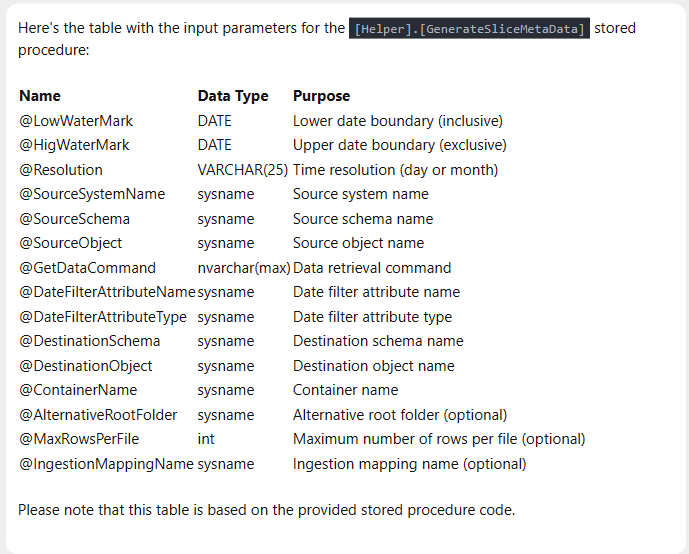 Here's the table with the input parameters for the [Helper].[GenerateSliceMetaData] stored
procedure:
Name Data Type Purpose
@LowWaterMark DATE Lower date boundary (inclusive)
@HigWaterMark DATE Upper date boundary (exclusive)
@Resolution VARCHAR(25) Time resolution (day or month)
@SourceSystemName sysname Source system name
@SourceSchema sysname Source schema name
@SourceObject sysname Source object name
@GetDataCommand nvarchar(max) Data retrieval command
@DateFilterAttributeName sysname Date filter attribute name
@DateFilterAttributeType sysname Date filter attribute type
@DestinationSchema sysname Destination schema name
@DestinationObject sysname Destination object name
@ContainerName sysname Container name
@AlternativeRootFolder sysname Alternative root folder (optional)
@MaxRowsPerFile int Maximum number of rows per file (optional)
@IngestionMappingName sysname Ingestion mapping name (optional)
Please note that this table is based on the provided stored procedure code.